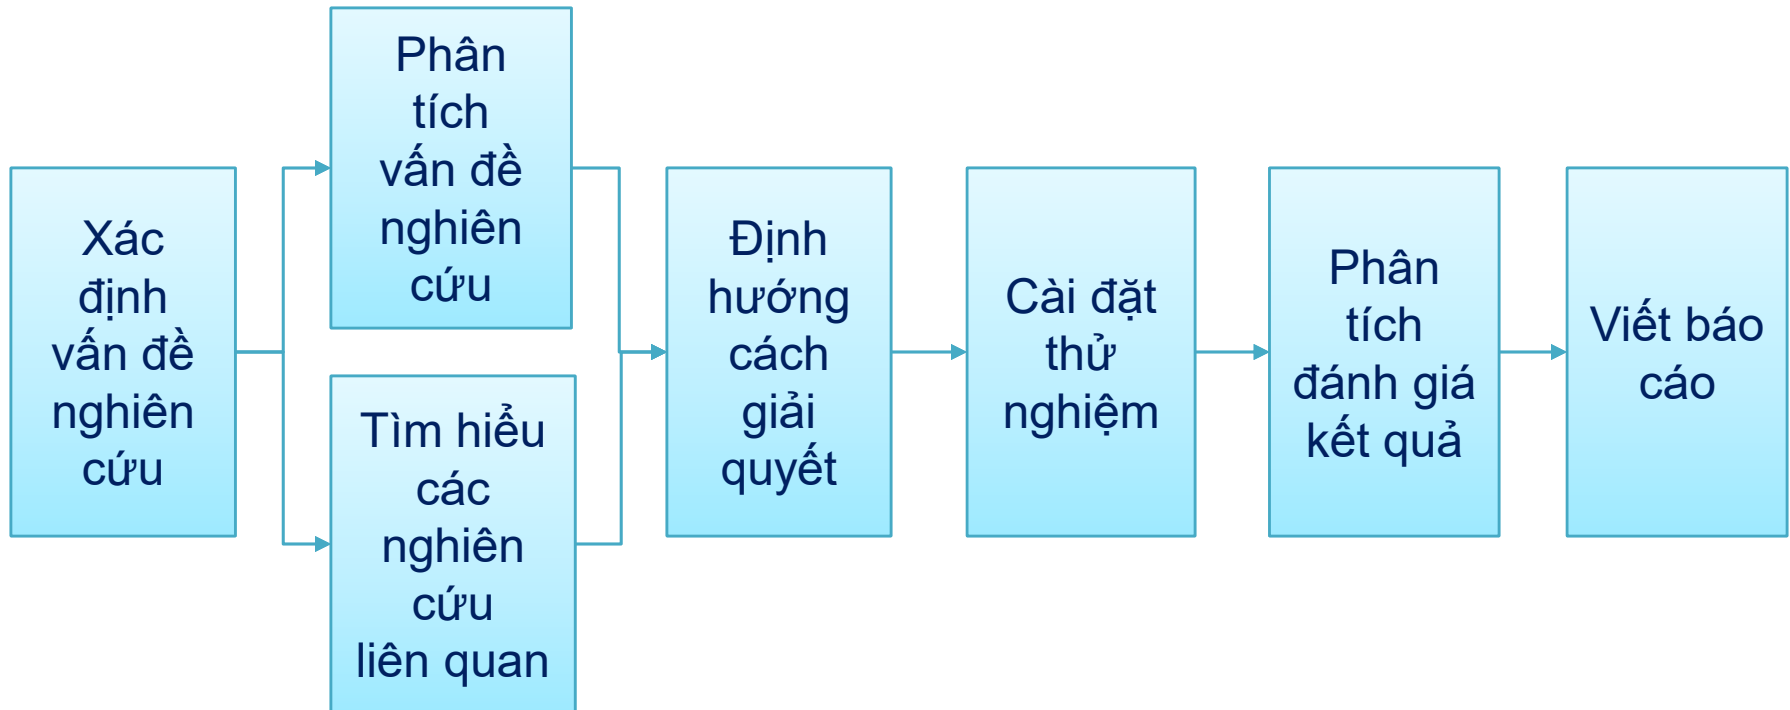 Xác
định
vấn đề
nghiên
cứu
Phân
tích
vấn đề
nghiên
cứu
Tìm hiểu
các
nghiên
cứu
liên quan
Định
hướng
cách
giải
quyết
Cài đặt
thử
nghiệm
Phân
tích
đánh giá
kết quả
Viết báo
cáo